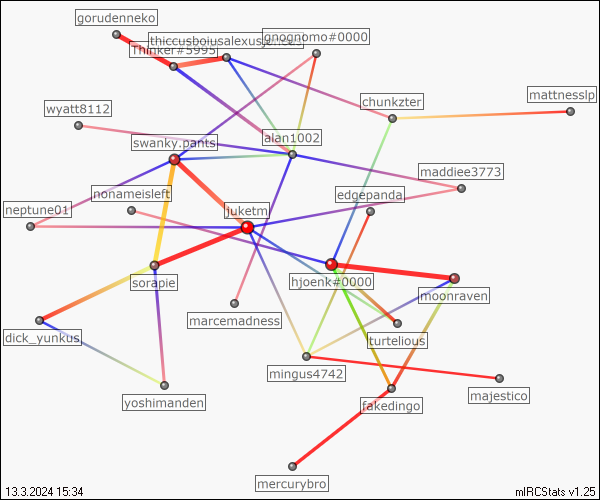 gorudenneko
thiccusboiusalexusjonesus
gnognomo#0000
Thinker#5995
mattnesslp
chunkzter
wyatt8112
alan1002
swanky.pants
maddiee3773
nonameisleft
edgepanda
neptune01
juketm
sorapie
hjoenk#0000
moonraven
marcemadness
dick_yunkus
turtelious
mingus4742
majestico
yoshimanden
fakedingo
mercurybro
13.3.2024 15:34
mIRCStats v1.25